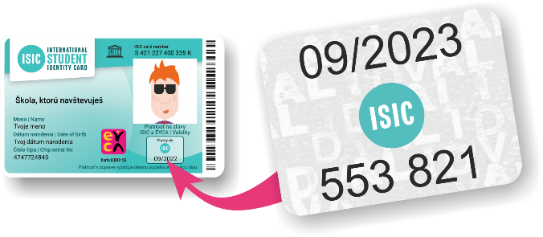 ISIC
INTERNATIONAL
STUDENT
IDENTITY CARD
ISIC card number
S 421 227 400 335 K
Škola, ktorú navštevuješ
Meno | Name
Tvoje meno
Dátum narodenia | Date of birth
Tvoj dátum narodenia
Číslo čipu | Chip serial No
4747724845
EYCA
Platnosť na zľavy
ISIC a EYCA | Validity
ISIC
09/2022
09/2023
ISIC
553 821